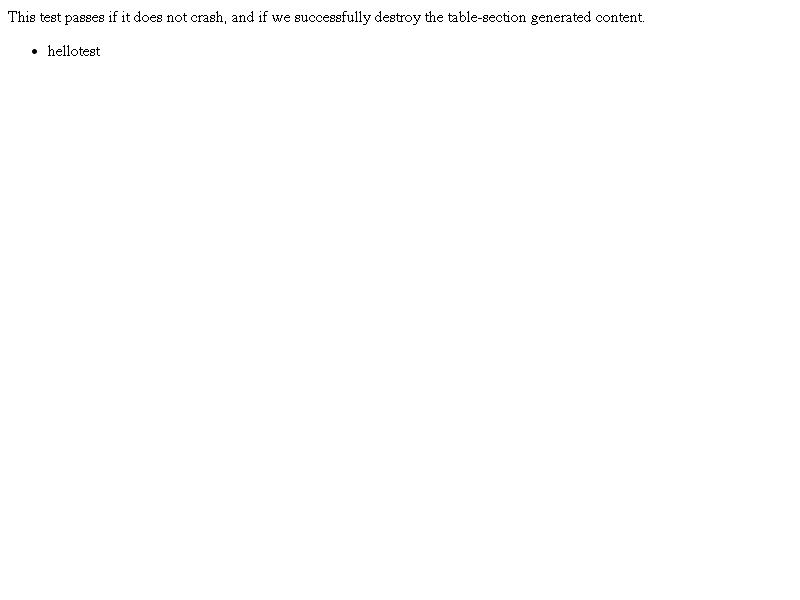 This test passes if it does not crash, and if we successfully destroy the table-section generated content.
• hellotest